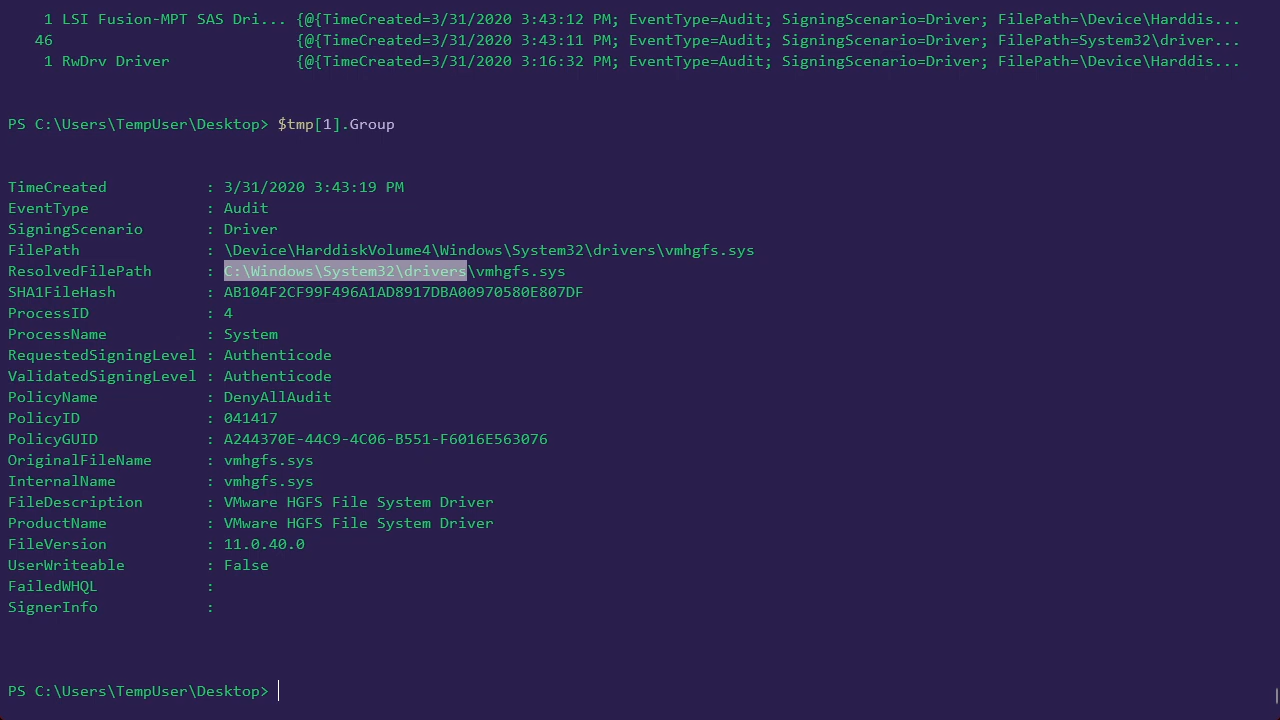 1 LSI Fusion-MPT SAS Dri... {@{TimeCreated=3/31/2020 3:43:12 PM; EventType=Audit; SigningScenario=Driver; FilePath=\Device\Harddis...
46 {@{TimeCreated=3/31/2020 3:43:11 PM; EventType=Audit; SigningScenario=Driver; FilePath=System32\driver...
1 RwDrv Driver {@{TimeCreated=3/31/2020 3:16:32 PM; EventType=Audit; SigningScenario=Driver; FilePath=\Device\Harddis...
PS C:\Users\TempUser\Desktop> $tmp[1].Group
TimeCreated : 3/31/2020 3:43:19 PM
EventType : Audit
SigningScenario : Driver
FilePath : \Device\HarddiskVolume4\Windows\System32\drivers\vmhgfs.sys
ResolvedFilePath : C:\Windows\System32\drivers\vmhgfs.sys
SHA1FileHash : AB104F2CF99F496A1AD8917DBA00970580E807DF
ProcessID : 4
ProcessName : System
RequestedSigningLevel : Authenticode
ValidatedSigningLevel : Authenticode
PolicyName : DenyAllAudit
PolicyID : 041417
PolicyGUID : A244370E-44C9-4C06-B551-F6016E563076
OriginalFileName : vmhgfs.sys
InternalName : vmhgfs.sys
FileDescription : VMware HGFS File System Driver
ProductName : VMware HGFS File System Driver
FileVersion : 11.0.40.0
UserWriteable : False
FailedWHQL :
SignerInfo :
PS C:\Users\TempUser\Desktop>